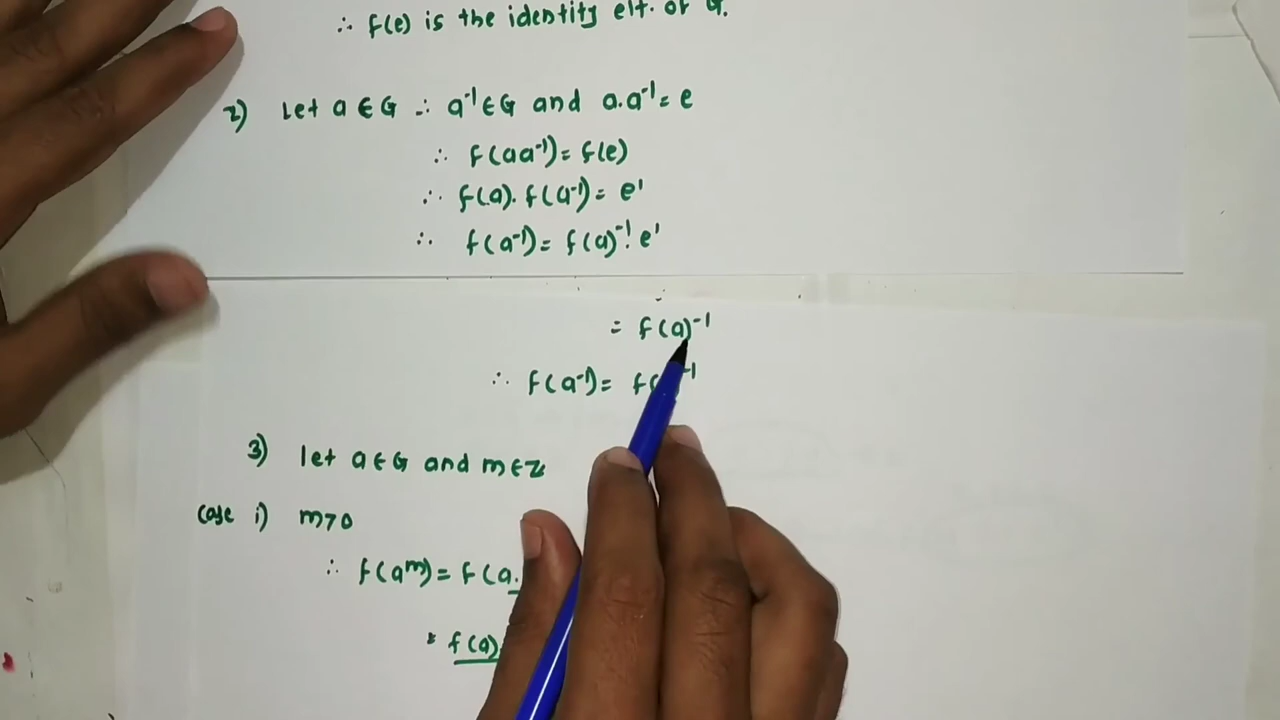 ∴ f(e) is the identity elt. of G'.
2) Let a ∈ G ∴ a⁻¹ ∈ G and a.a⁻¹ = e
∴ f(aa⁻¹) = f(e)
∴ f(a). f(a⁻¹) = e'
∴ f(a⁻¹) = f(a)⁻¹. e'
= f(a)⁻¹
∴ f(a⁻¹) = f(
3) let a ∈ G and m ∈ Z
Case i) m>0
∴ f(aᵐ) = f(a.
= f(a)